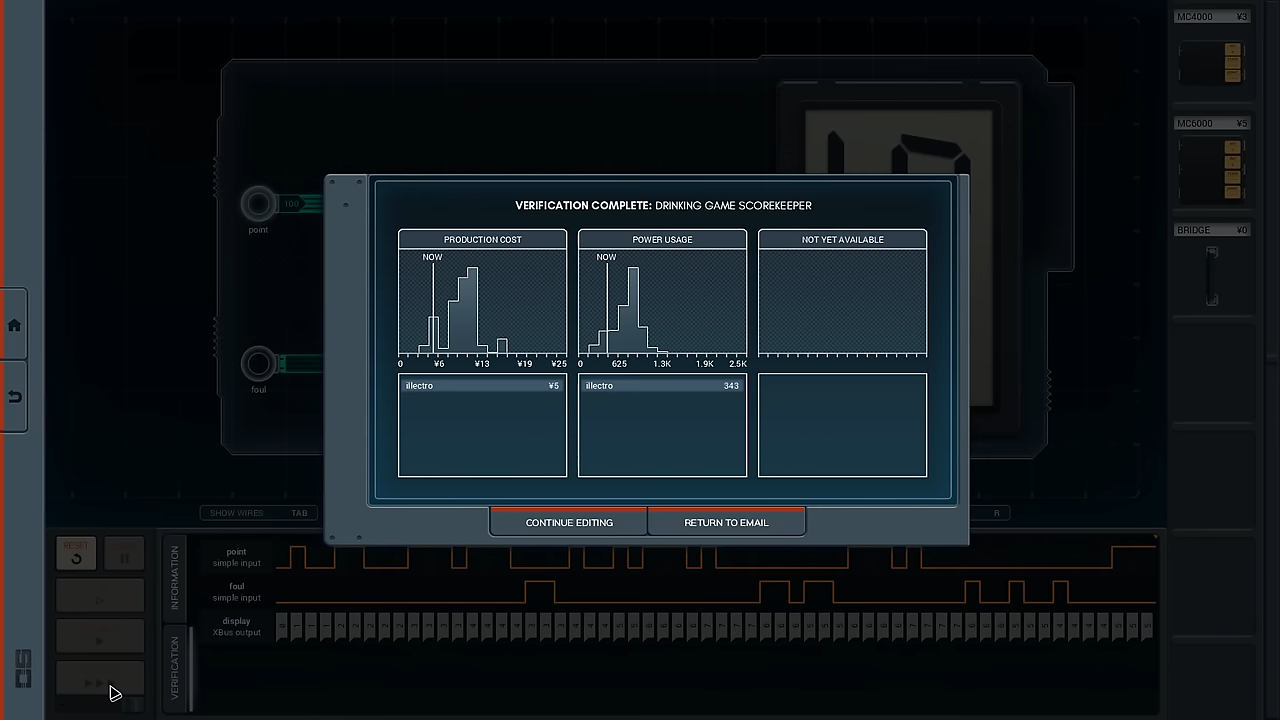 MC4000 ¥3
100
point
foul
MC6000 ¥5
BRIDGE ¥0
VERIFICATION COMPLETE: DRINKING GAME SCOREKEEPER
PRODUCTION COST
POWER USAGE
NOT YET AVAILABLE
NOW
NOW
0 ¥6 ¥13 ¥19 ¥25
0 625 1.3K 1.9K 2.5K
illectro ¥5
illectro 343
SHOW WIRES TAB
R
CONTINUE EDITING
RETURN TO EMAIL
RESET
INFORMATION
VERIFICATION
point
simple input
foul
simple input
display
XBus output